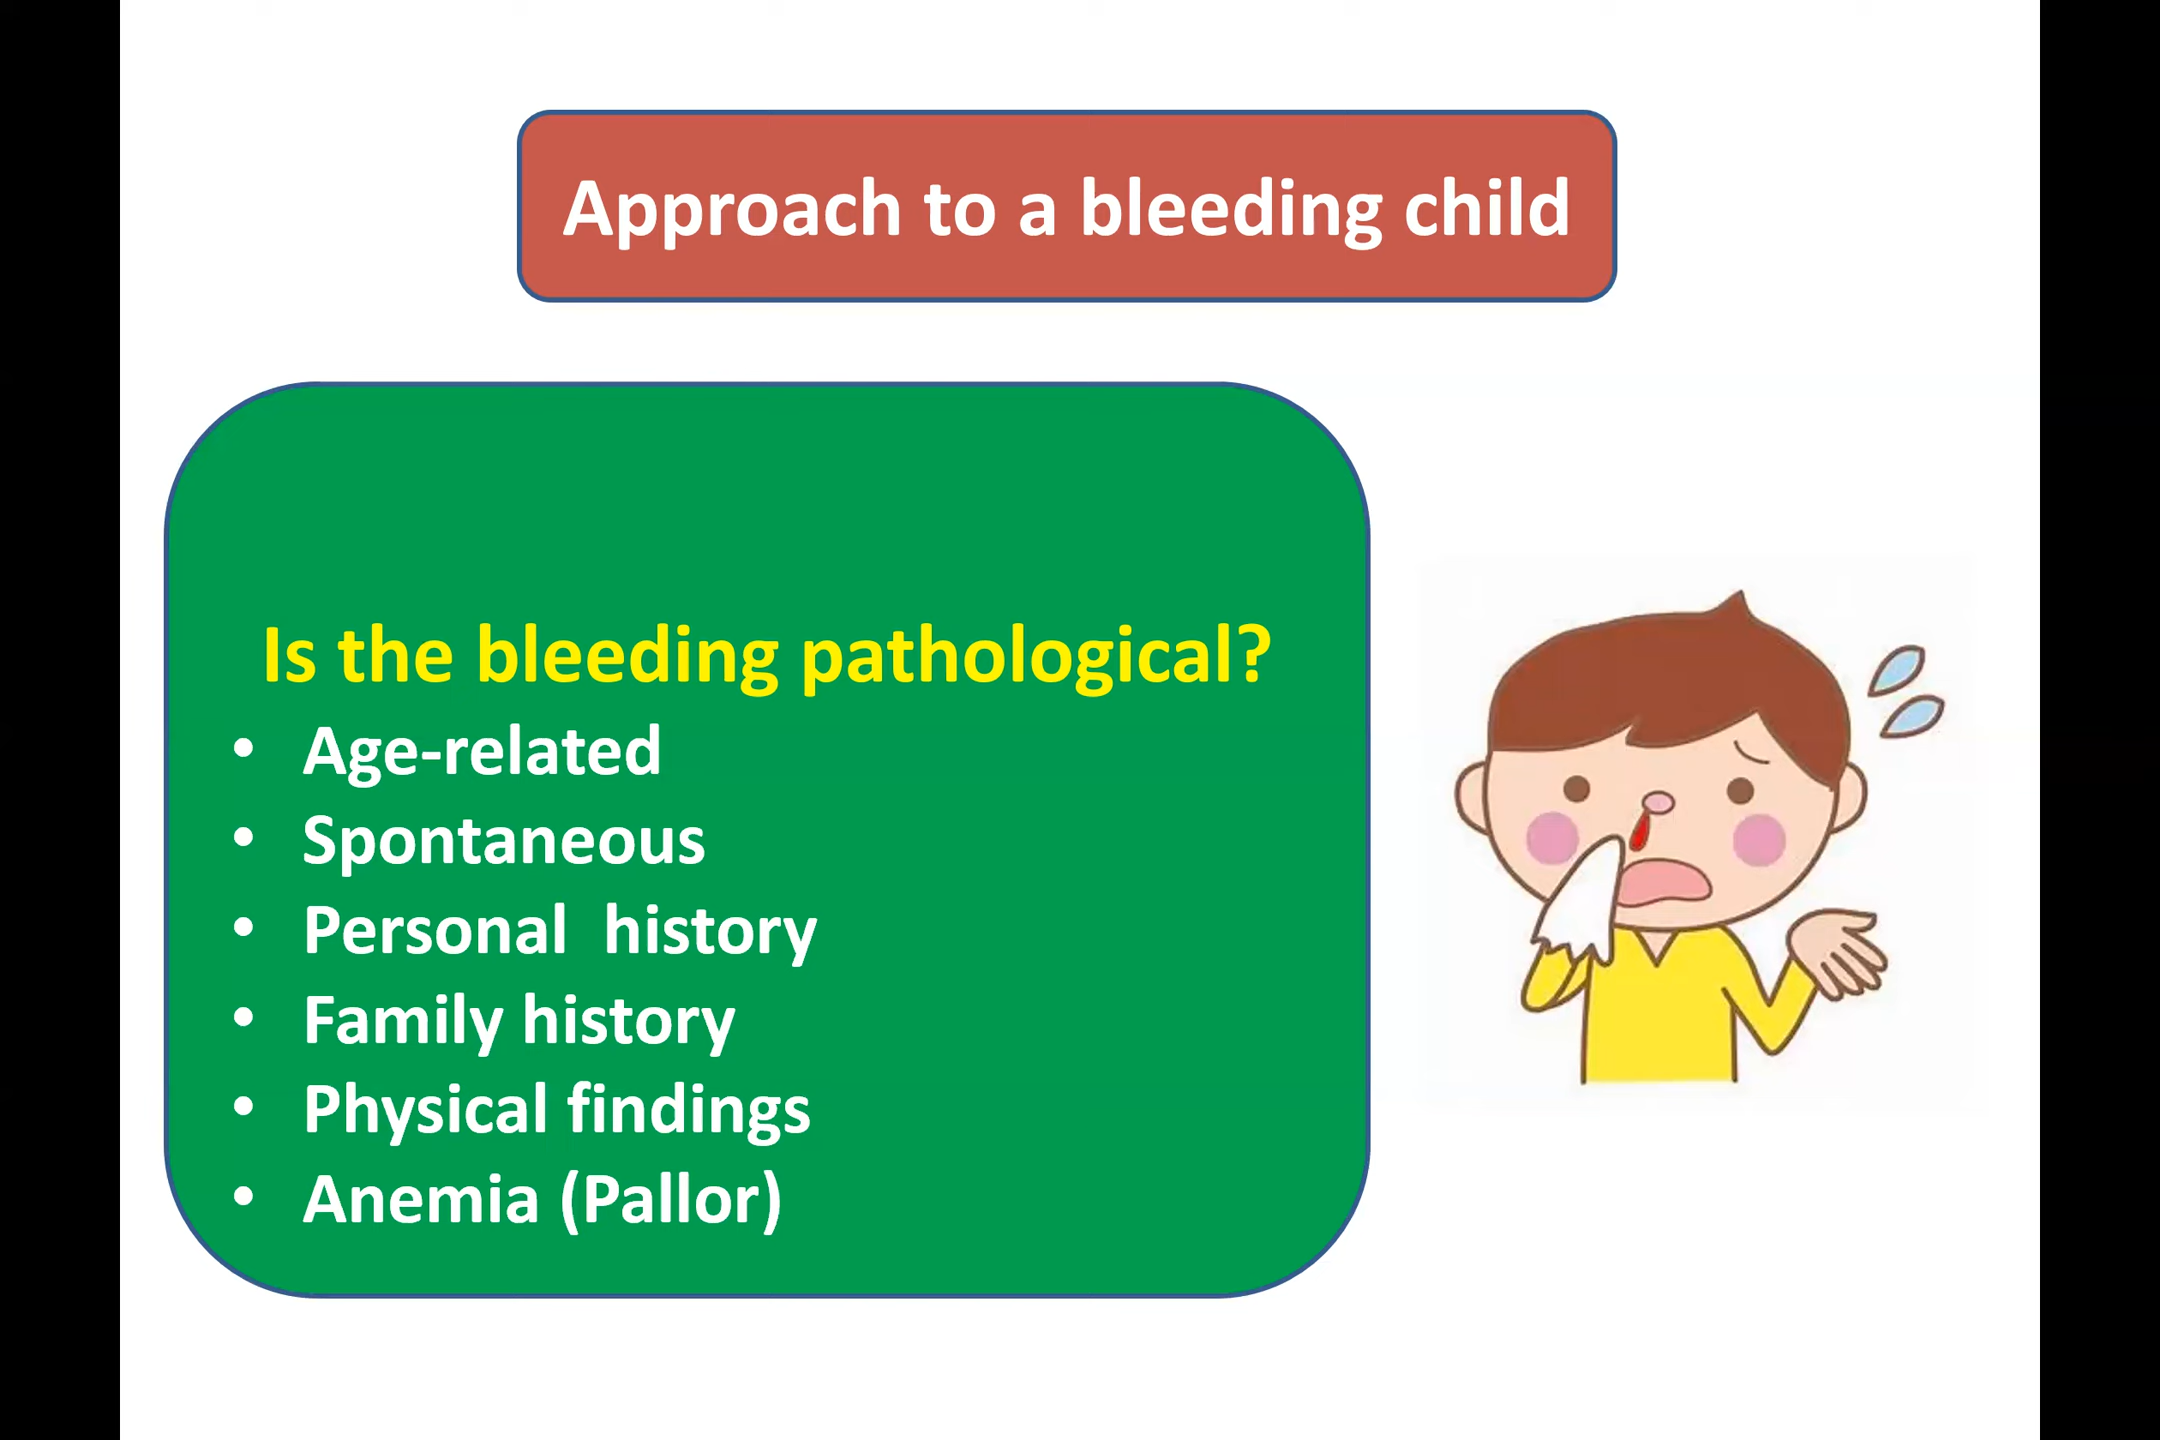 Approach to a bleeding child
Is the bleeding pathological?
• Age-related
• Spontaneous
• Personal  history
• Family history
• Physical findings
• Anemia (Pallor)